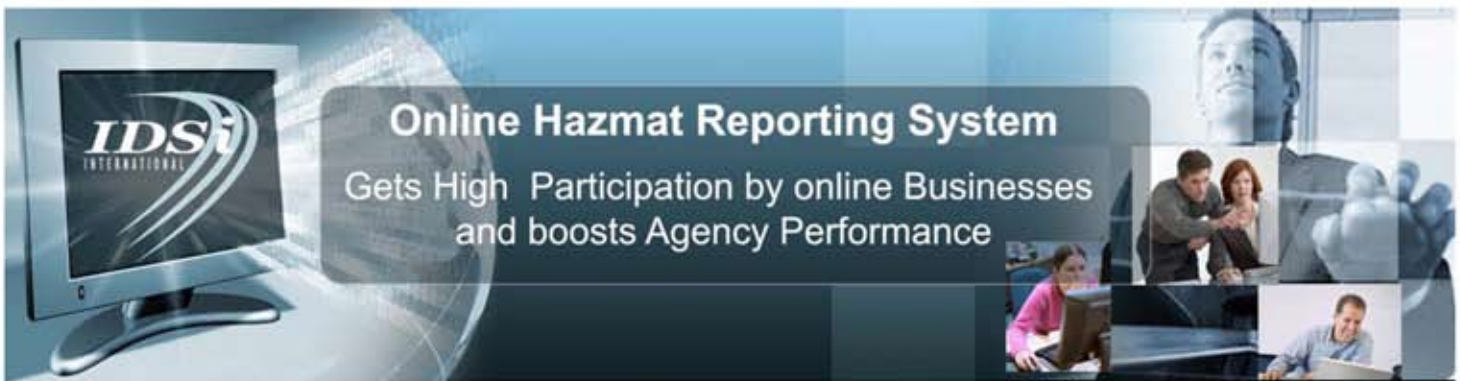 IDSi
INTERNATIONAL
Online Hazmat Reporting System
Gets High Participation by online Businesses
and boosts Agency Performance